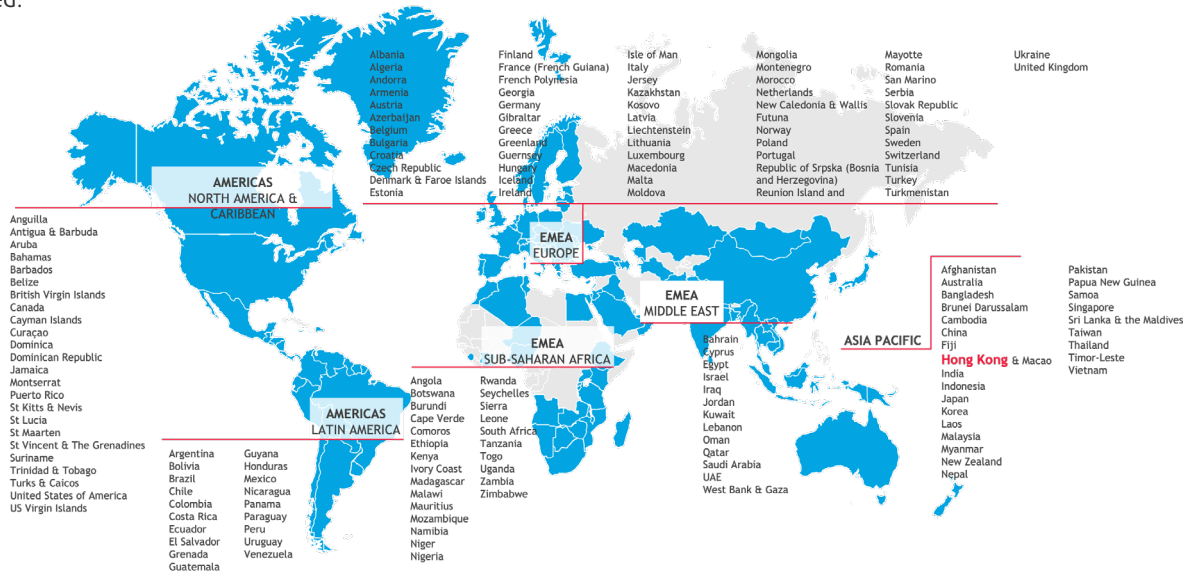 ed.
Albania
Algeria
Andorra
Armenia
Austria
Azerbaijan
Belgium
Bulgaria
Croatia
Czech Republic
Denmark & Faroe Islands
Estonia
Finland
France (French Guiana)
French Polynesia
Georgia
Germany
Gibraltar
Greece
Greenland
Guernsey
Hungary
Iceland
Ireland
Isle of Man
Italy
Jersey
Kazakhstan
Kosovo
Latvia
Liechtenstein
Lithuania
Luxembourg
Macedonia
Malta
Moldova
Mongolia
Montenegro
Morocco
Netherlands
New Caledonia & Wallis
Futuna
Norway
Poland
Portugal
Republic of Srpska (Bosnia
and Herzegovina)
Reunion Island and
Mayotte
Romania
San Marino
Serbia
Slovak Republic
Slovenia
Spain
Sweden
Switzerland
Tunisia
Turkey
Turkmenistan
Ukraine
United Kingdom
AMERICAS
NORTH AMERICA &
CARIBBEAN
Anguilla
Antigua & Barbuda
Aruba
Bahamas
Barbados
Belize
British Virgin Islands
Canada
Cayman Islands
Curaçao
Dominica
Dominican Republic
Jamaica
Montserrat
Puerto Rico
St Kitts & Nevis
St Lucia
St Maarten
St Vincent & The Grenadines
Suriname
Trinidad & Tobago
Turks & Caicos
United States of America
US Virgin Islands
EMEA
EUROPE
EMEA
MIDDLE EAST
Bahrain
Cyprus
Egypt
Israel
Iraq
Jordan
Kuwait
Lebanon
Oman
Qatar
Saudi Arabia
UAE
West Bank & Gaza
EMEA
SUB-SAHARAN AFRICA
Angola
Botswana
Burundi
Cape Verde
Comoros
Ethiopia
Kenya
Ivory Coast
Madagascar
Malawi
Mauritius
Mozambique
Namibia
Niger
Nigeria
Rwanda
Seychelles
Sierra
Leone
South Africa
Tanzania
Togo
Uganda
Zambia
Zimbabwe
AMERICAS
LATIN AMERICA
Argentina
Bolivia
Brazil
Chile
Colombia
Costa Rica
Ecuador
El Salvador
Grenada
Guatemala
Guyana
Honduras
Mexico
Nicaragua
Panama
Paraguay
Peru
Uruguay
Venezuela
ASIA PACIFIC
Afghanistan
Australia
Bangladesh
Brunei Darussalam
Cambodia
China
Fiji
Hong Kong & Macao
India
Indonesia
Japan
Korea
Laos
Malaysia
Myanmar
New Zealand
Nepal
Pakistan
Papua New Guinea
Samoa
Singapore
Sri Lanka & the Maldives
Taiwan
Thailand
Timor-Leste
Vietnam